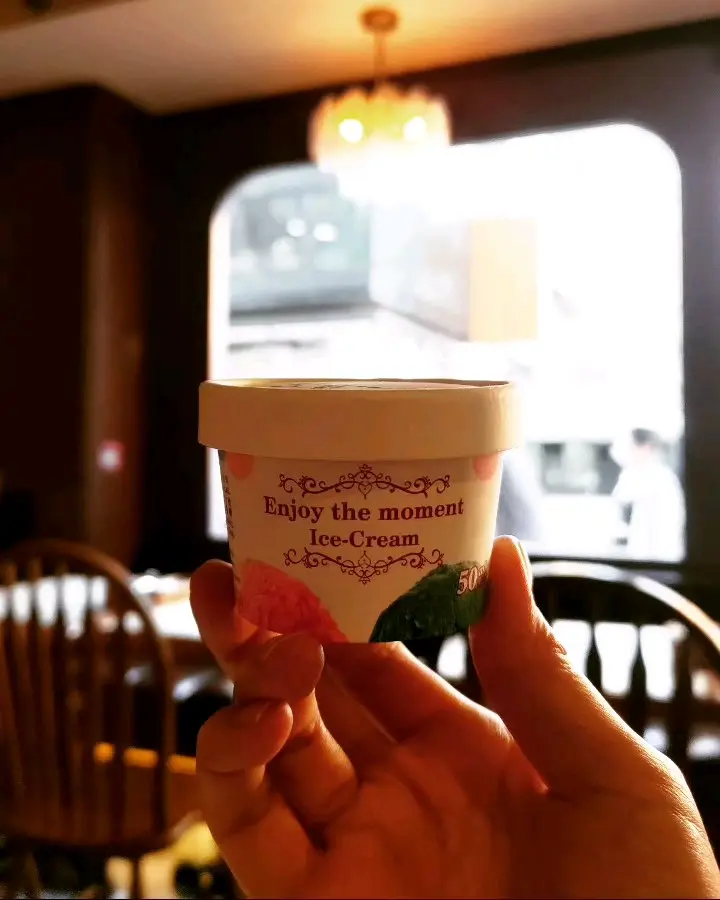 Enjoy the moment
Ice-Cream